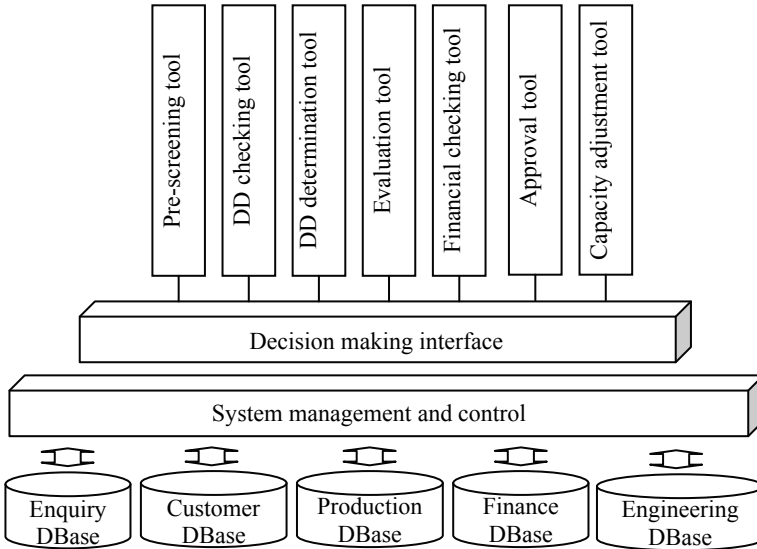 Pre-screening tool
DD checking tool
DD determination tool
Evaluation tool
Financial checking tool
Approval tool
Capacity adjustment tool
Decision making interface
System management and control
Enquiry
DBase
Customer
DBase
Production
DBase
Finance
DBase
Engineering
DBase